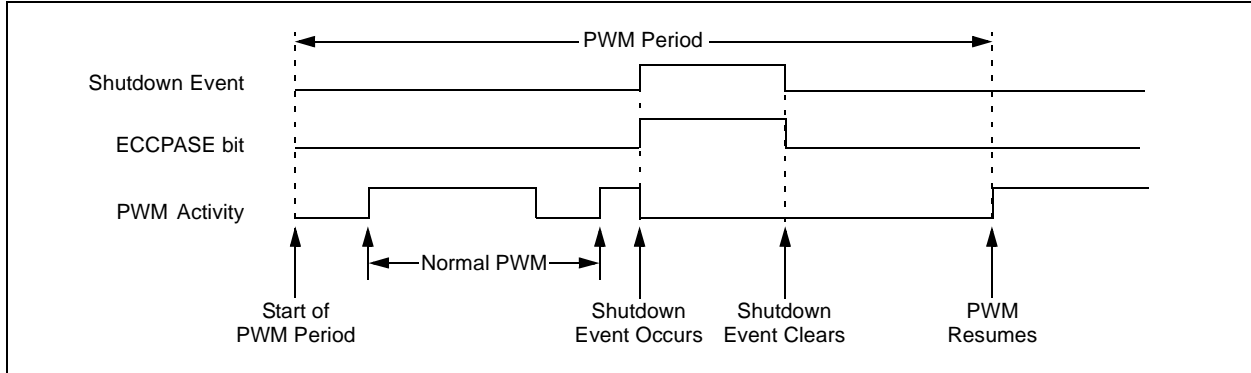 PWM Period
Shutdown Event
ECCPASE bit
PWM Activity
Normal PWM
Start of
PWM Period
Shutdown
Event Occurs
Shutdown
Event Clears
PWM
Resumes